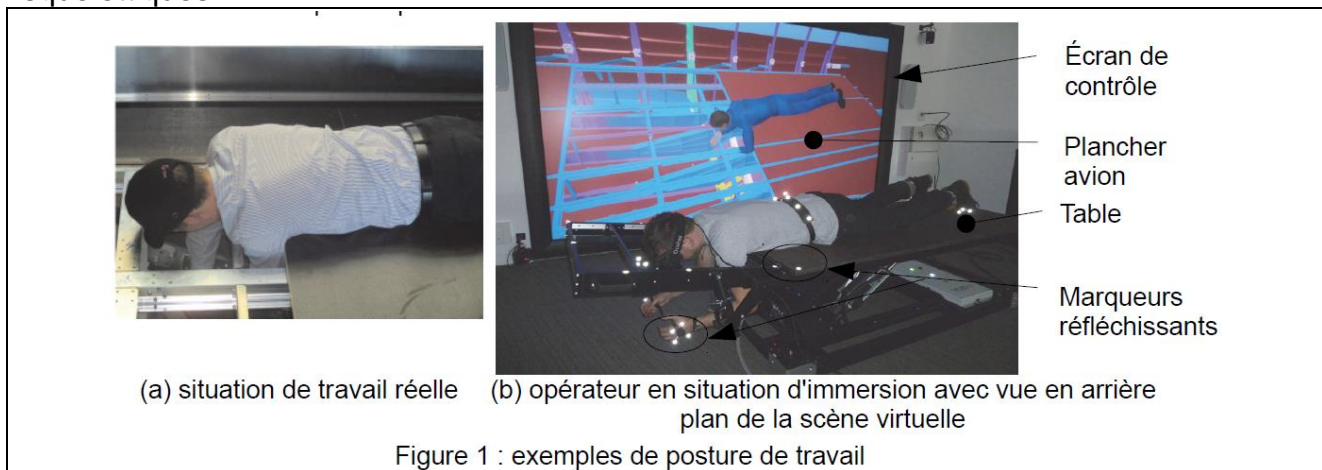 Écran de
contrôle
Plancher
avion
Table
Marqueurs
réfléchissants
(a) situation de travail réelle
(b) opérateur en situation d'immersion avec vue en arrière
plan de la scène virtuelle
Figure 1 : exemples de posture de travail